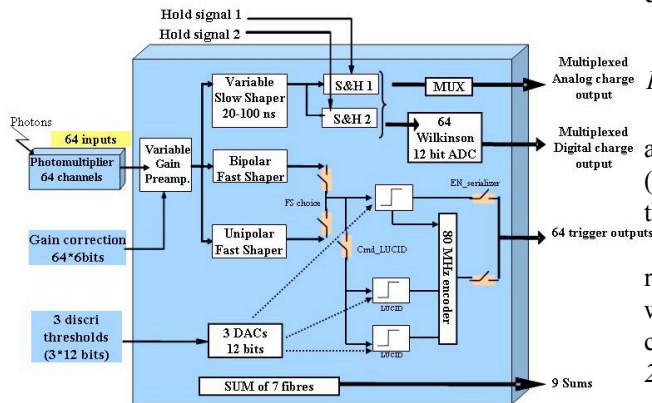 Hold signal 1
Hold signal 2
Photons
64 inputs
Photomultiplier
64 channels
Variable
Gain
Preamp.
Gain correction
64*6bits
3 discri
thresholds
(3*12 bits)
Variable
Slow Shaper
20-100 ns
S&H 1
S&H 2
MUX
64
Wilkinson
12 bit ADC
Bipolar
Fast Shaper
FS choice
Unipolar
Fast Shaper
Cmd_LUCID
EN_serializer
80 MHz encoder
LUCID
LUCID
3 DACs
12 bits
SUM of 7 fibres
Multiplexed
Analog charge
output
Multiplexed
Digital charge
output
64 trigger outputs
9 Sums